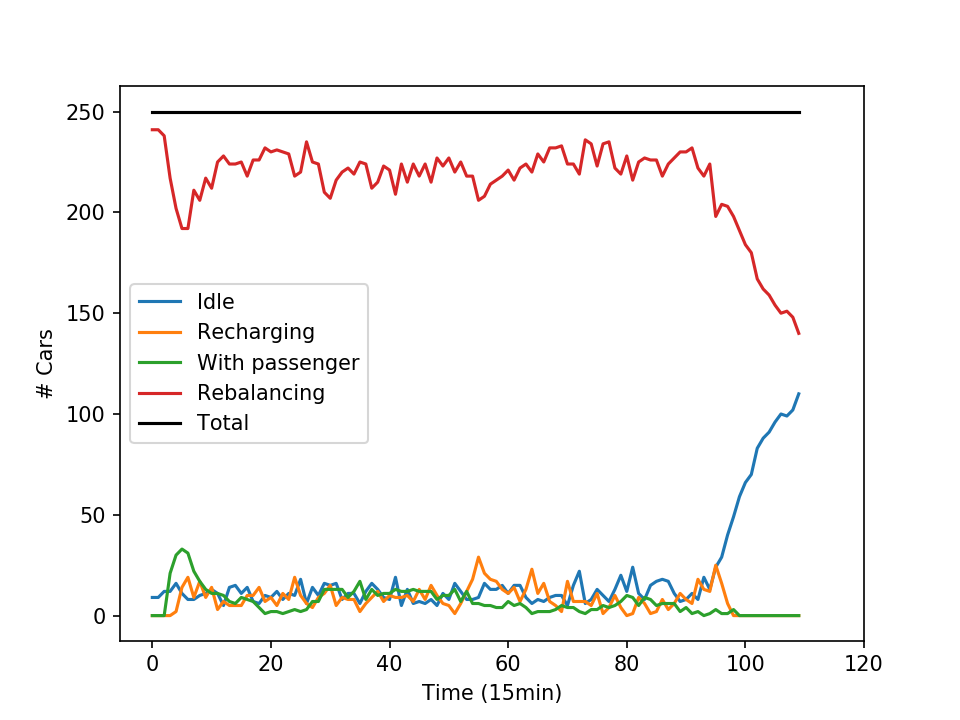 250
200
150
100
50
0
# Cars
Idle
Recharging
With passenger
Rebalancing
Total
0 20 40 60 80 100 120
Time (15min)